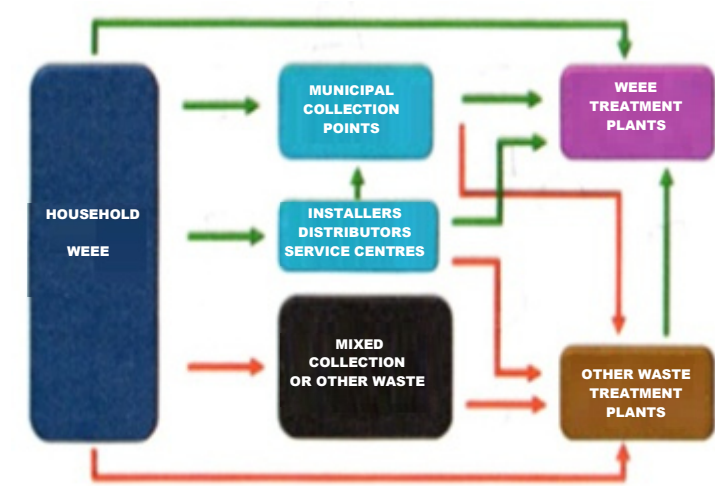 MUNICIPAL
COLLECTION
POINTS
WEEE
TREATMENT
PLANTS
HOUSEHOLD
WEEE
INSTALLERS
DISTRIBUTORS
SERVICE CENTRES
MIXED
COLLECTION
OR OTHER WASTE
OTHER WASTE
TREATMENT
PLANTS